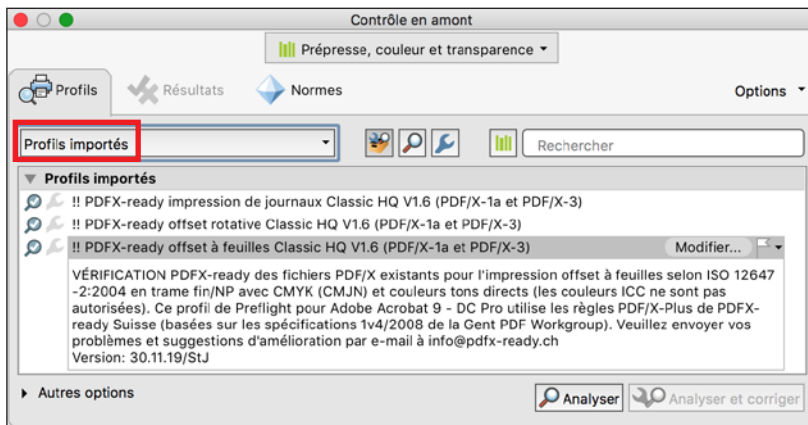 Contrôle en amont
Prépresse, couleur et transparence
Profils
Résultats
Normes
Options
Profils importés
Rechercher
Profils importés
!! PDFX-ready impression de journaux Classic HQ V1.6 (PDF/X-1a et PDF/X-3)
!! PDFX-ready offset rotative Classic HQ V1.6 (PDF/X-1a et PDF/X-3)
!! PDFX-ready offset à feuilles Classic HQ V1.6 (PDF/X-1a et PDF/X-3)
Modifier...
VÉRIFICATION PDFX-ready des fichiers PDF/X existants pour l'impression offset à feuilles selon ISO 12647
-2:2004 en trame fin/NP avec CMYK (CMJN) et couleurs tons directs (les couleurs ICC ne sont pas
autorisées). Ce profil de Preflight pour Adobe Acrobat 9 - DC Pro utilise les règles PDF/X-Plus de PDFX-
ready Suisse (basées sur les spécifications 1v4/2008 de la Gent PDF Workgroup). Veuillez envoyer vos
problèmes et suggestions d'amélioration par e-mail à info@pdfx-ready.ch
Version: 30.11.19/StJ
Autres options
Analyser
Analyser et corriger